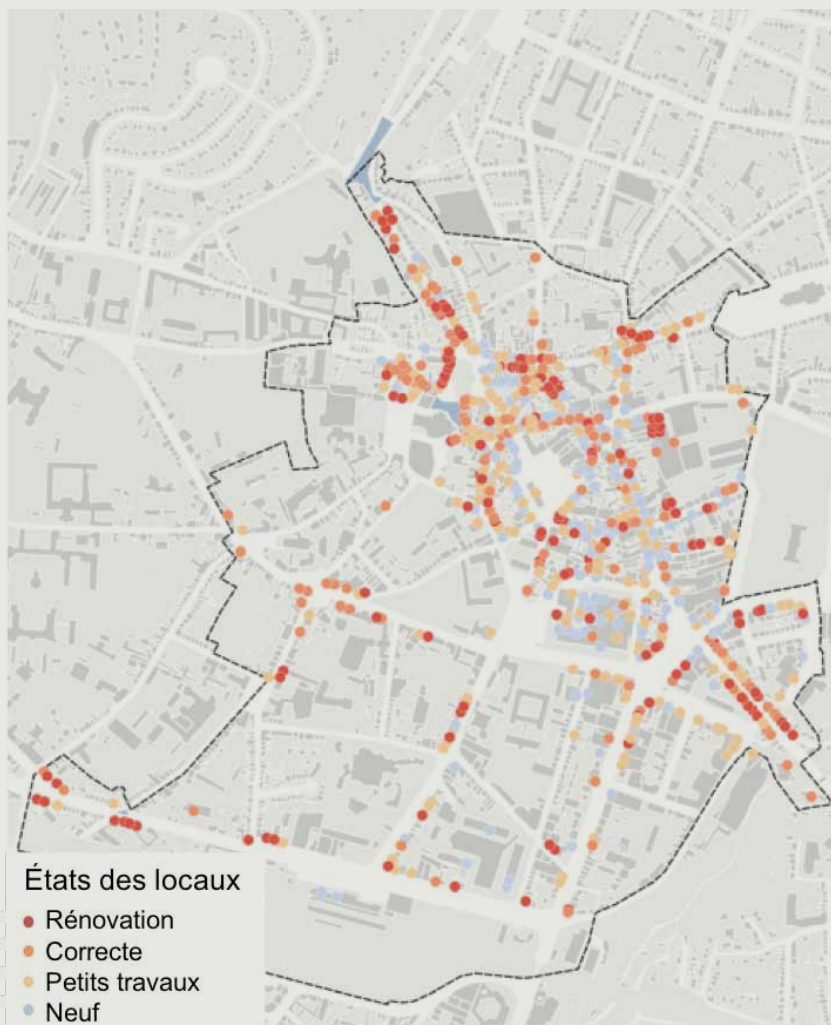 États des locaux
Rénovation
Correcte
Petits travaux
Neuf